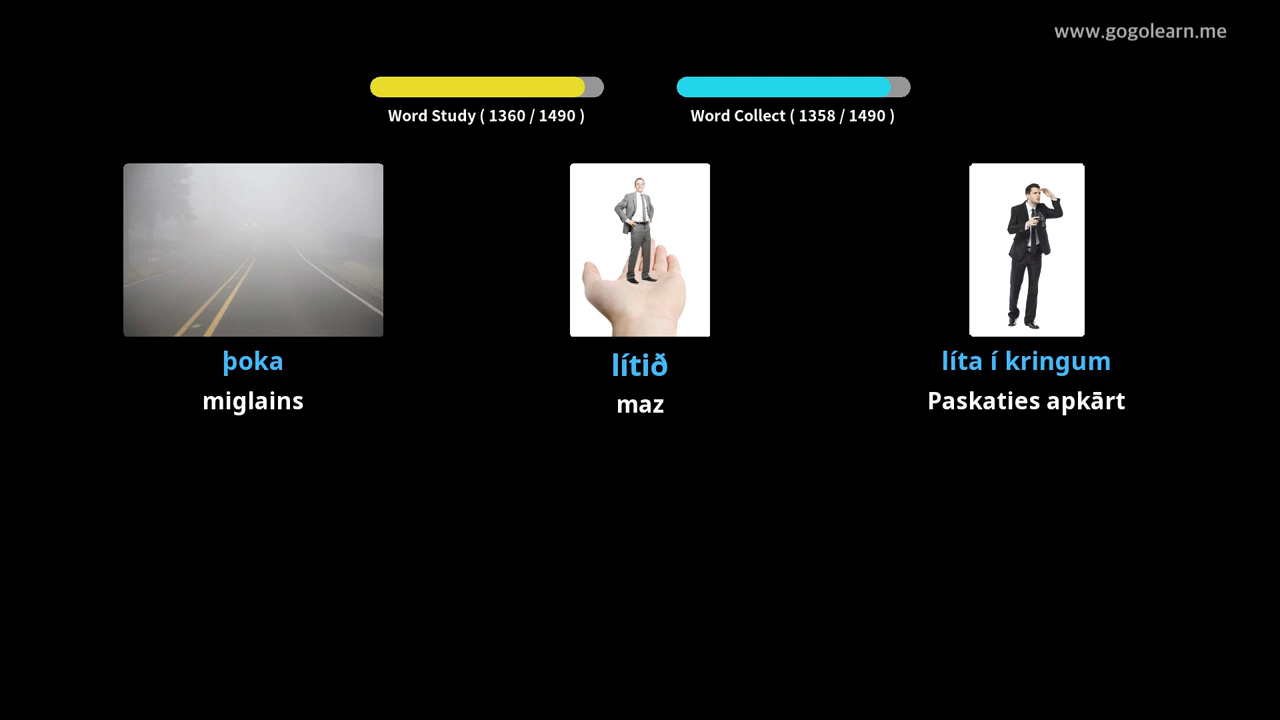 www.gogolearn.me
Word Study ( 1360 / 1490 )
Word Collect ( 1358 / 1490 )
þoka
lítið
líta í kringum
miglains
maz
Paskaties apkārt